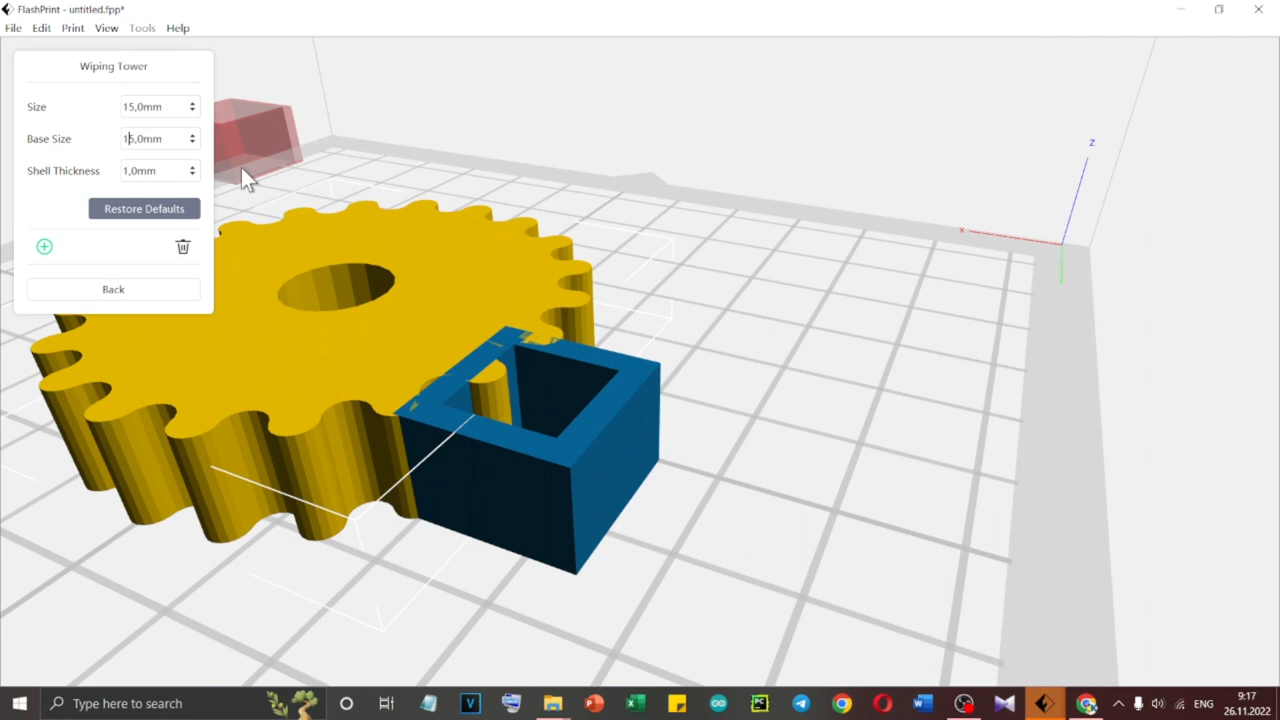 FlashPrint - untitled.fpp*
File Edit Print View Tools Help
Wiping Tower
Size 15,0mm
Base Size 15,0mm
Shell Thickness 1,0mm
Restore Defaults
Back
z
x
Type here to search
V
PC
W
ENG
9:17
26.11.2022